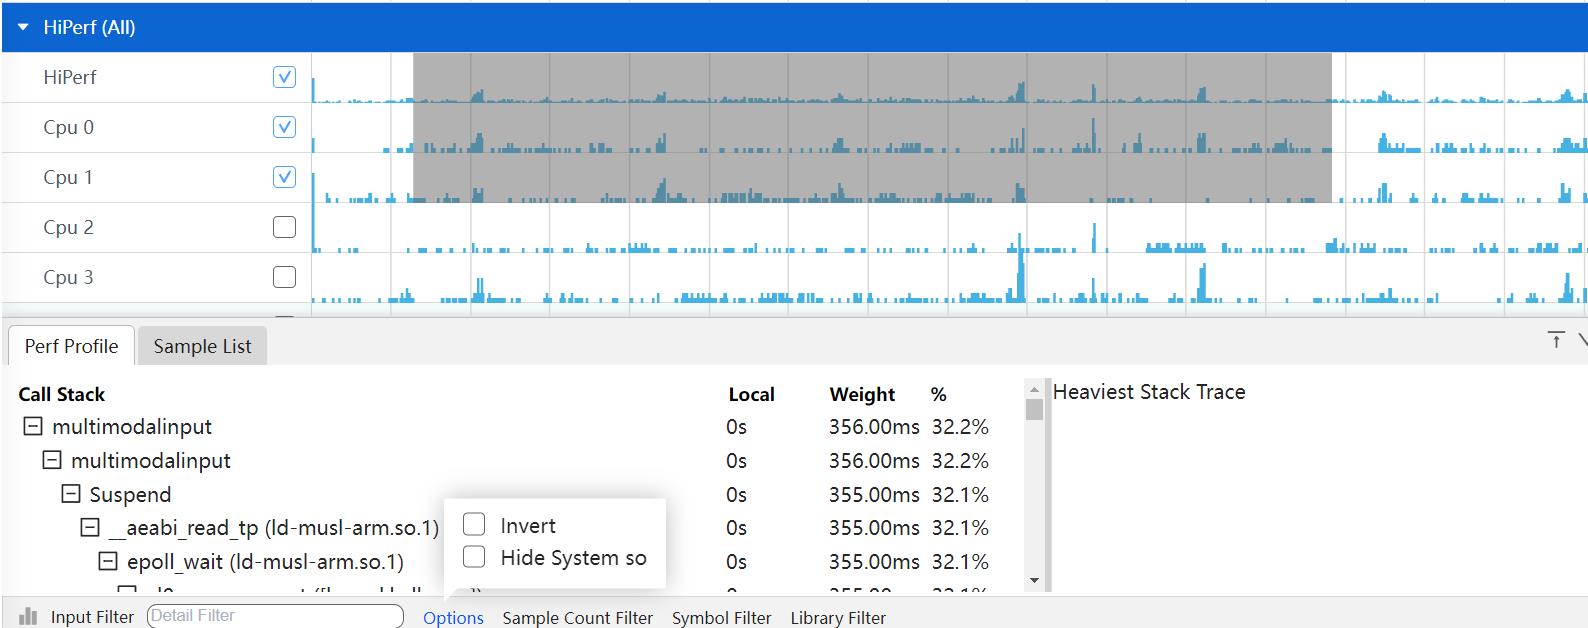 HiPerf (All)
HiPerf
Cpu 0
Cpu 1
Cpu 2
Cpu 3
Perf Profile Sample List
Call Stack Local Weight % Heaviest Stack Trace
multimodalinput 0s 356.00ms 32.2%
multimodalinput 0s 356.00ms 32.2%
Suspend 0s 355.00ms 32.1%
__aeabi_read_tp (ld-musl-arm.so.1) 0s 355.00ms 32.1%
epoll_wait (ld-musl-arm.so.1) 0s 355.00ms 32.1%
355.00ms 32.1%
Invert
Hide System so
Input Filter Detail Filter Options Sample Count Filter Symbol Filter Library Filter